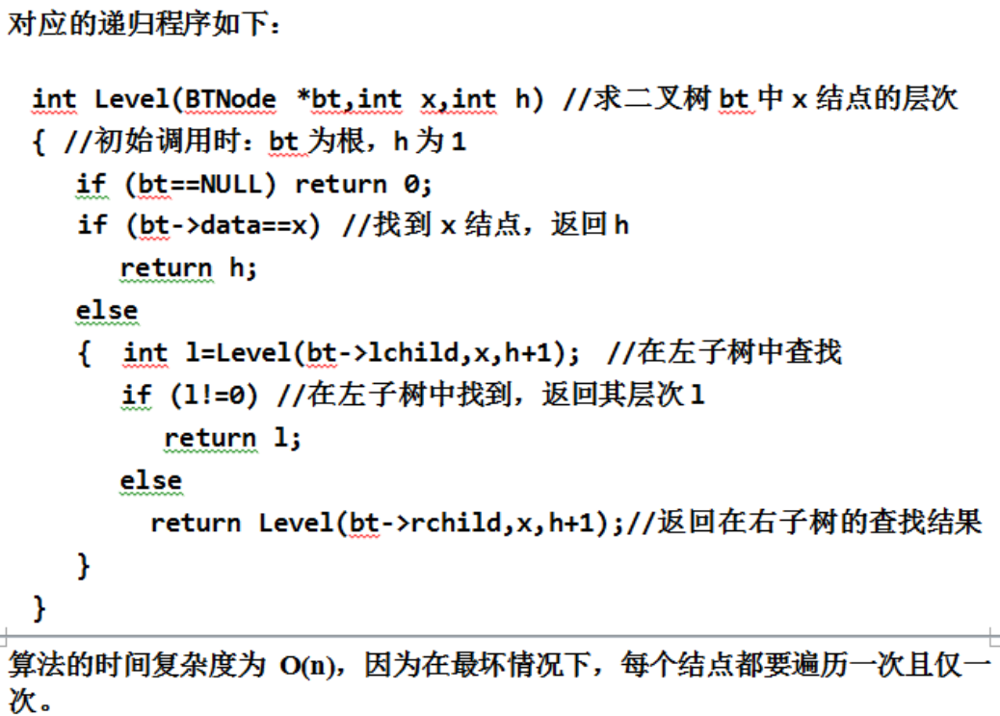 对应的递归程序如下：
int Level(BTNode *bt,int x,int h) //求二叉树 bt 中 x 结点的层次
{ //初始调用时：bt 为根，h 为 1
if (bt==NULL) return 0;
if (bt->data==x) //找到 x 结点，返回 h
return h;
else
{ int l=Level(bt->lchild,x,h+1); //在左子树中查找
if (l!=0) //在左子树中找到，返回其层次 l
return l;
else
return Level(bt->rchild,x,h+1);//返回在右子树的查找结果
}
}
算法的时间复杂度为 O(n)，因为在最坏情况下，每个结点都要遍历一次且仅一
次。